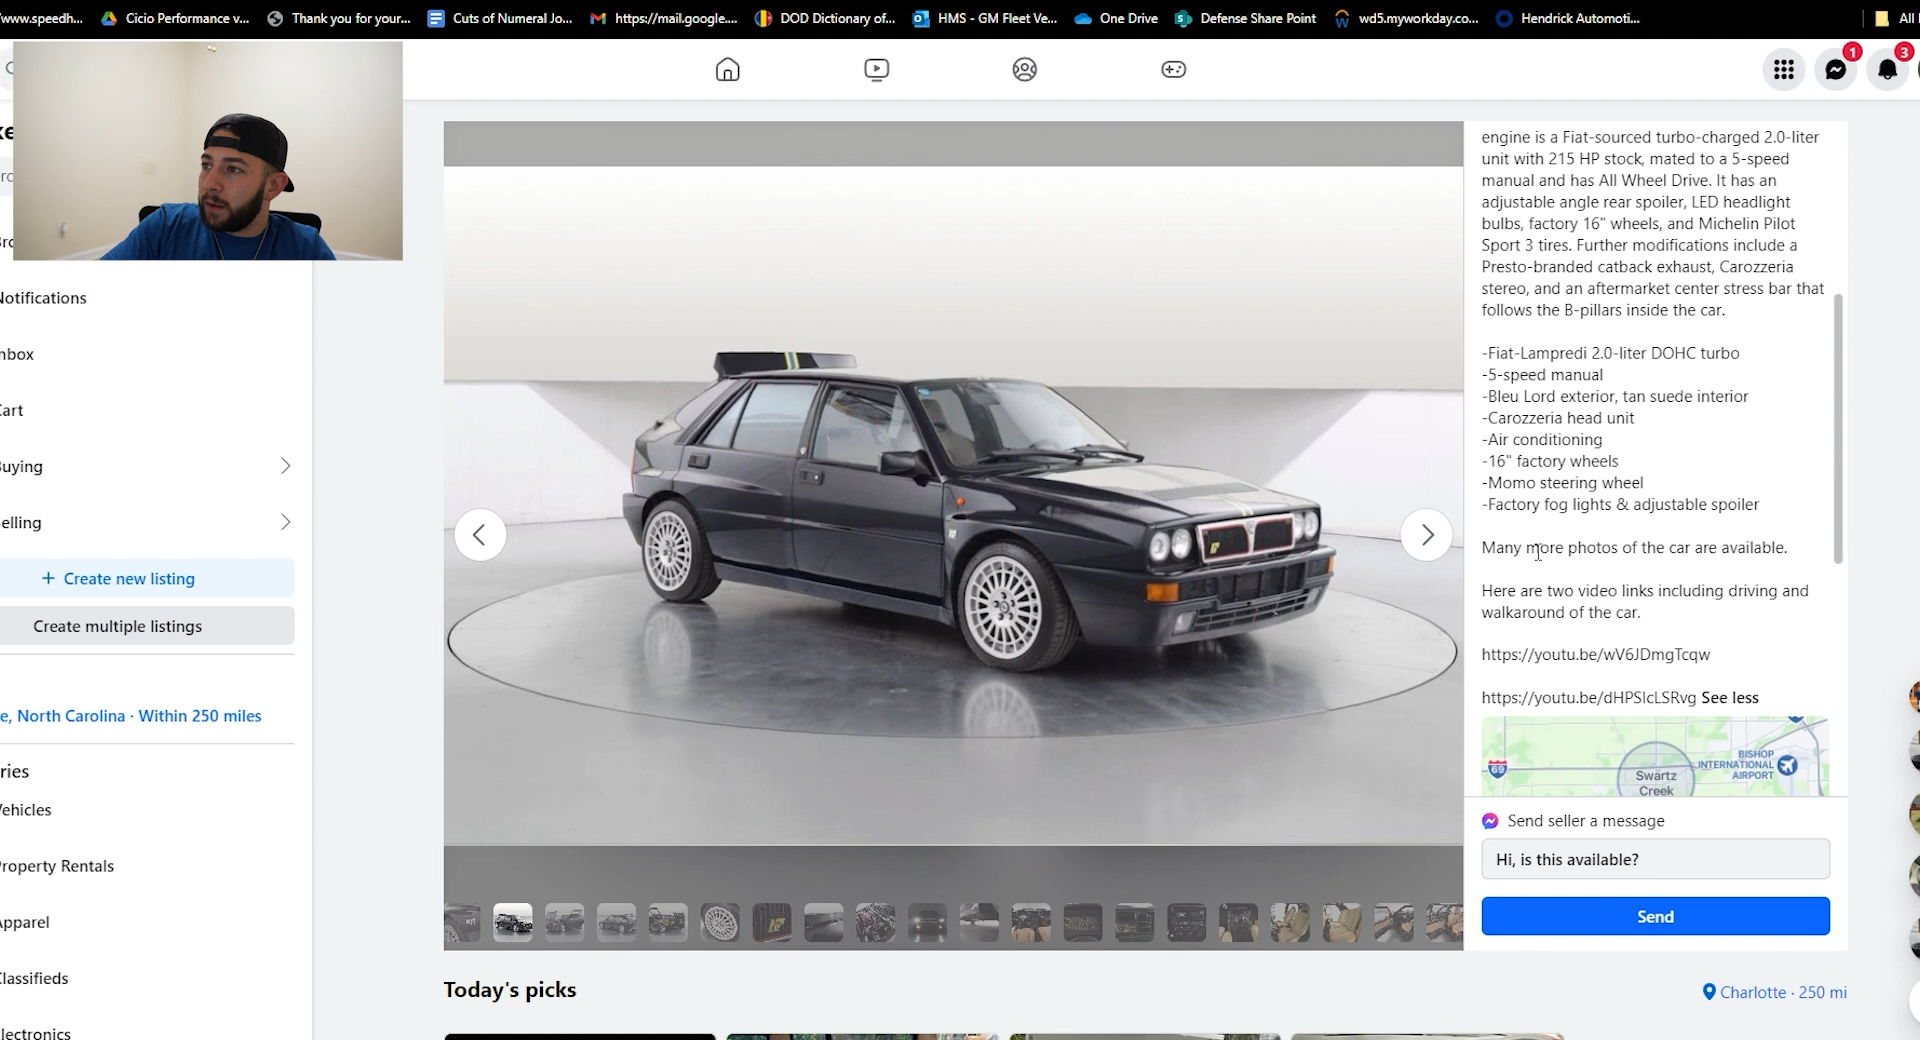 www.speedh...
Cicio Performance v...
Thank you for your...
Cuts of Numeral Jo...
https://mail.google....
DOD Dictionary of...
HMS - GM Fleet Ve...
One Drive
Defense Share Point
wd5.myworkday.co...
Hendrick Automoti...
All
1
3
Notifications
nbox
Cart
Buying
elling
+ Create new listing
Create multiple listings
e, North Carolina · Within 250 miles
ries
Vehicles
Property Rentals
Apparel
Classifieds
lectronics
engine is a Fiat-sourced turbo-charged 2.0-liter
unit with 215 HP stock, mated to a 5-speed
manual and has All Wheel Drive. It has an
adjustable angle rear spoiler, LED headlight
bulbs, factory 16" wheels, and Michelin Pilot
Sport 3 tires. Further modifications include a
Presto-branded catback exhaust, Carozzeria
stereo, and an aftermarket center stress bar that
follows the B-pillars inside the car.
-Fiat-Lampredi 2.0-liter DOHC turbo
-5-speed manual
-Bleu Lord exterior, tan suede interior
-Carozzeria head unit
-Air conditioning
-16" factory wheels
-Momo steering wheel
-Factory fog lights & adjustable spoiler
Many more photos of the car are available.
Here are two video links including driving and
walkaround of the car.
https://youtu.be/wV6JDmgTcqw
https://youtu.be/dHPSlcLSRvg See less
69
BISHOP
INTERNATIONAL
AIRPORT
Swartz
Creek
Send seller a message
Hi, is this available?
Send
Today's picks
Charlotte · 250 mi